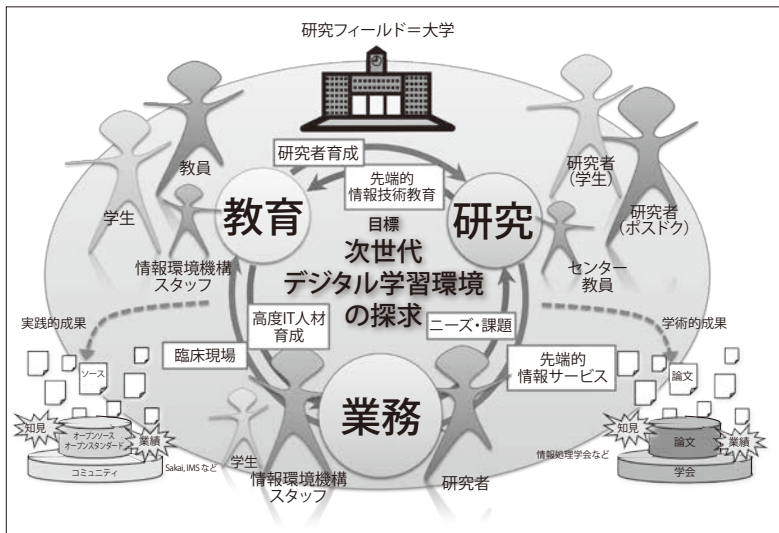 研究フィールド＝大学
教員
学生
情報環境機構
スタッフ
研究者育成
先端的
情報技術教育
教育
研究
研究者
(学生)
研究者
(ポスドク)
センター
教員
目標
次世代
デジタル学習環境
の探求
実践的成果
学術的成果
臨床現場
高度IT人材
育成
ニーズ・課題
先端的
情報サービス
業務
ソース
知見
オープンソース
オープンスタンダード
業績
コミュニティ
Sakai, IMS など
学生
情報環境機構
スタッフ
研究者
論文
知見
論文
業績
情報処理学会など
学会